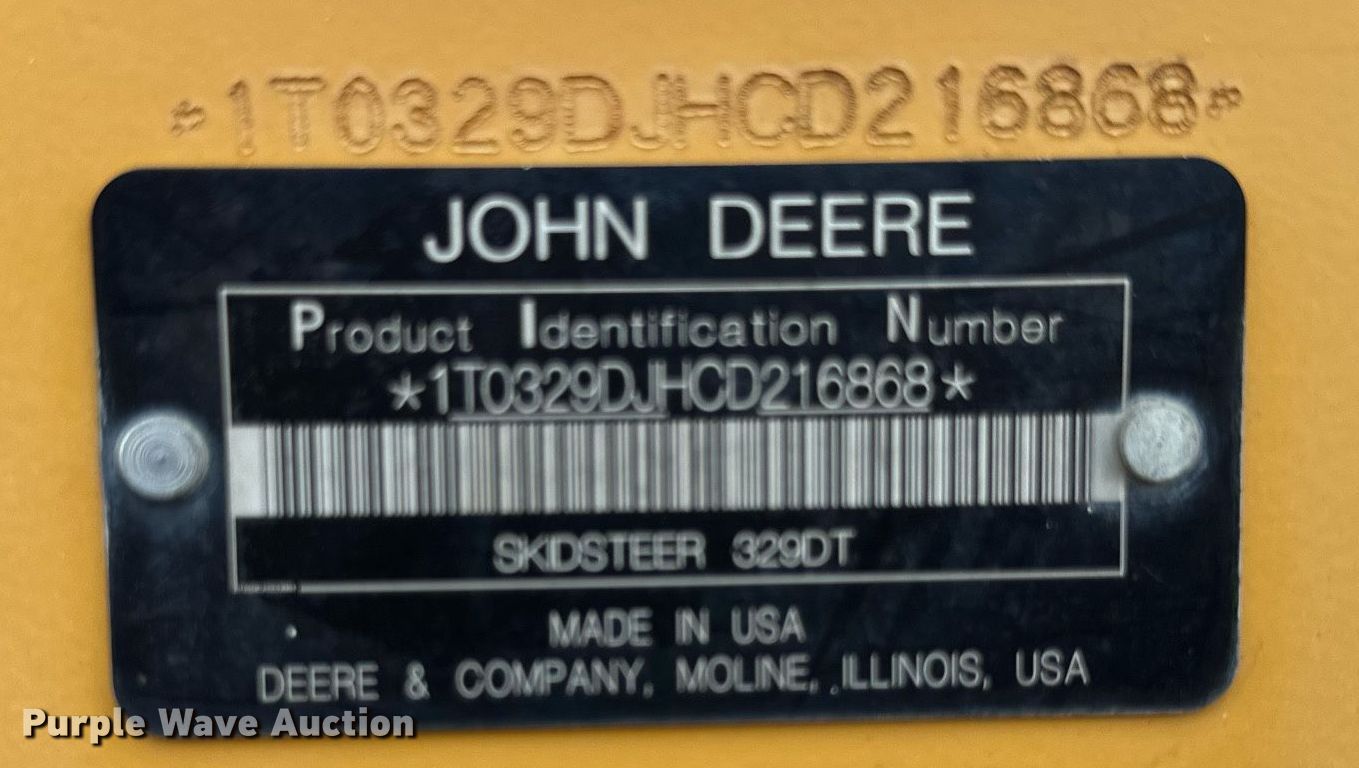 *1T0329DJHCD216868*
JOHN DEERE
Product Identification Number
*1T0329DJHCD216868*
SKIDSTEER 329DT
MADE IN USA
DEERE & COMPANY, MOLINE, ILLINOIS, USA
Purple Wave Auction